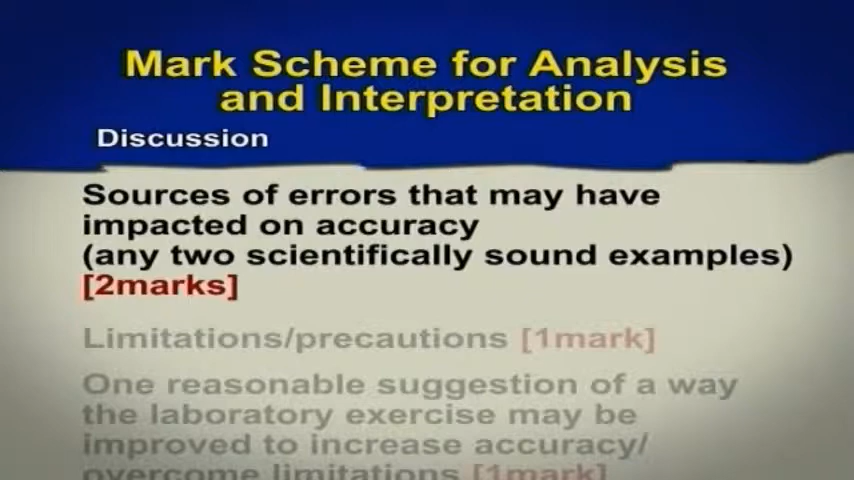 Mark Scheme for Analysis
and Interpretation
Discussion
Sources of errors that may have
impacted on accuracy
(any two scientifically sound examples)
[2marks]
Limitations/precautions [1mark]
One reasonable suggestion of a way
the laboratory exercise may be
improved to increase accuracy/
overcome limitations [1mark]